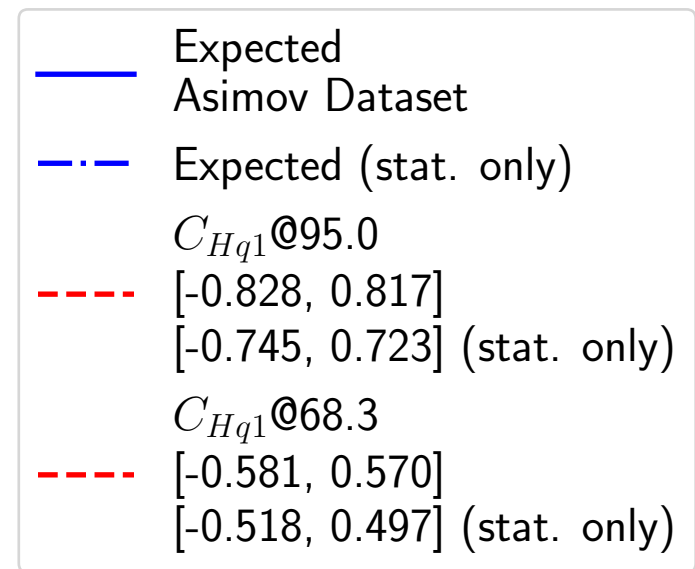 Expected
Asimov Dataset
Expected (stat. only)
$C_{Hq1}$@95.0
[-0.828, 0.817]
[-0.745, 0.723] (stat. only)
$C_{Hq1}$@68.3
[-0.581, 0.570]
[-0.518, 0.497] (stat. only)